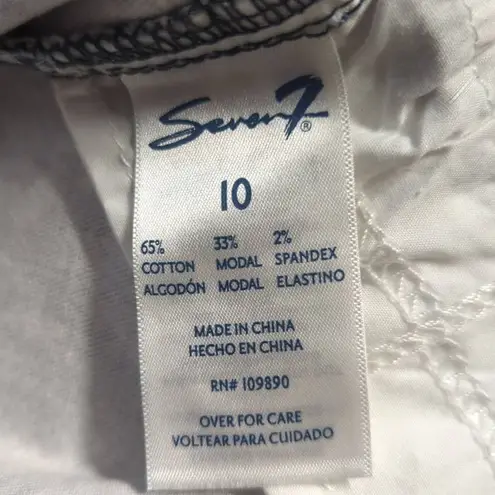 Seven7®
10
65% 33% 2%
COTTON MODAL SPANDEX
ALGODÓN MODAL ELASTINO
MADE IN CHINA
HECHO EN CHINA
RN# 109890
OVER FOR CARE
VOLTEAR PARA CUIDADO